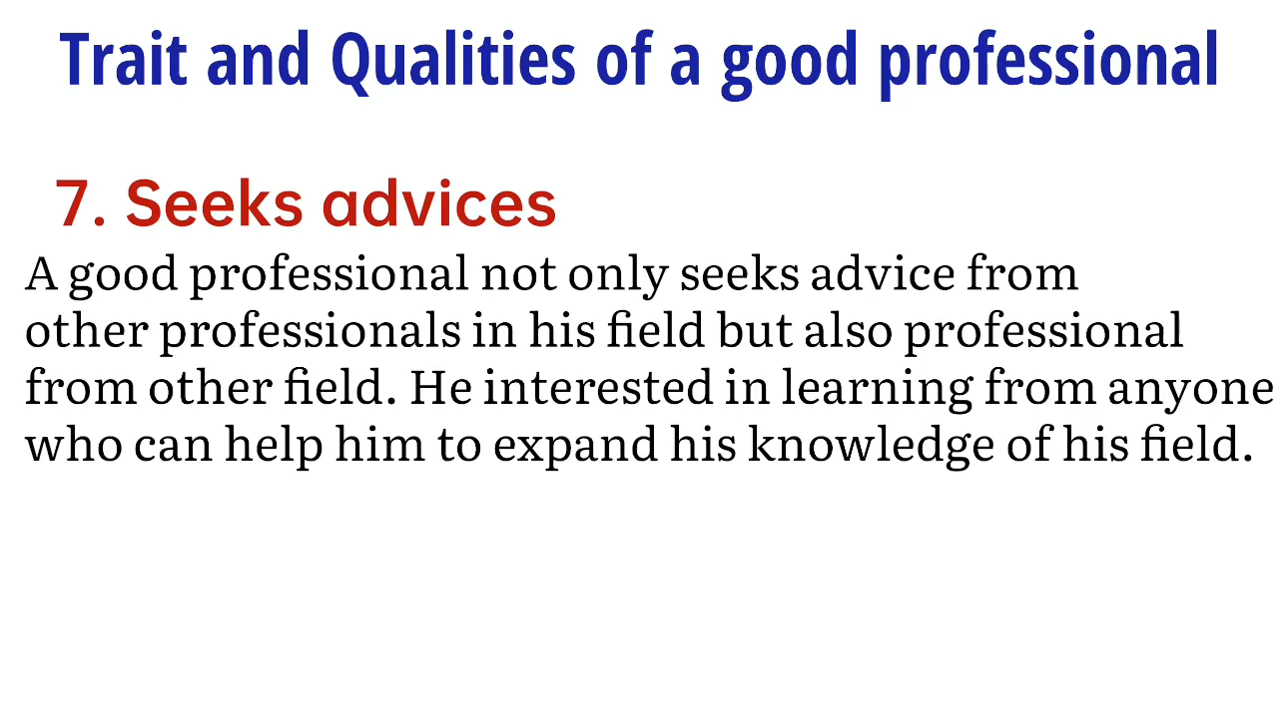 Trait and Qualities of a good professional
7. Seeks advices
A good professional not only seeks advice from
other professionals in his field but also professional
from other field. He interested in learning from anyone
who can help him to expand his knowledge of his field.